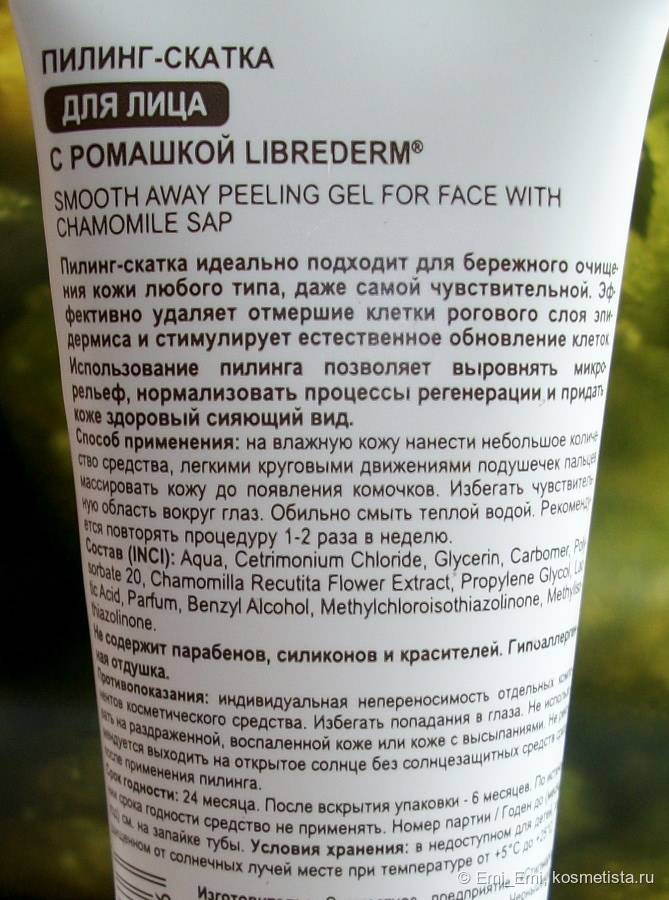 ПИЛИНГ-СКАТКА
ДЛЯ ЛИЦА
С РОМАШКОЙ LIBREDERM®
SMOOTH AWAY PEELING GEL FOR FACE WITH
CHAMOMILE SAP
Пилинг-скатка идеально подходит для бережного очище-
ния кожи любого типа, даже самой чувствительной. Эф-
фективно удаляет отмершие клетки рогового слоя эпи-
дермиса и стимулирует естественное обновление клеток
Использование пилинга позволяет выровнять микро-
рельеф, нормализовать процессы регенерации и придать
коже здоровый сияющий вид.
Способ применения: на влажную кожу нанести небольшое количе-
ство средства, легкими круговыми движениями подушечек пальцев
массировать кожу до появления комочков. Избегать чувствитель-
ную область вокруг глаз. Обильно смыть теплой водой. Рекоменду-
ется повторять процедуру 1-2 раза в неделю.
Состав (INCI): Aqua, Cetrimonium Chloride, Glycerin, Carbomer, Poly-
sorbate 20, Chamomilla Recutita Flower Extract, Propylene Glycol, Lac-
tic Acid, Parfum, Benzyl Alcohol, Methylchloroisothiazolinone, Methyliso-
thiazolinone.
Не содержит парабенов, силиконов и красителей. Гипоаллерген-
ная отдушка.
Противопоказания: индивидуальная непереносимость отдельных компо-
нентов косметического средства. Избегать попадания в глаза. Не использо-
вать на раздраженной, воспаленной коже или коже с высыпаниями. Не реко-
мендуется выходить на открытое солнце без солнцезащитных средств сразу
после применения пилинга.
Срок годности: 24 месяца. После вскрытия упаковки - 6 месяцев. По истече-
нии срока годности средство не применять. Номер партии / Годен до
см. на запайке тубы. Условия хранения: в недоступном для детей,
защищенном от солнечных лучей месте при температуре от +5°С до +25°С
Изготовитель: предприятие
© Emi_Emi, kosmetista.ru